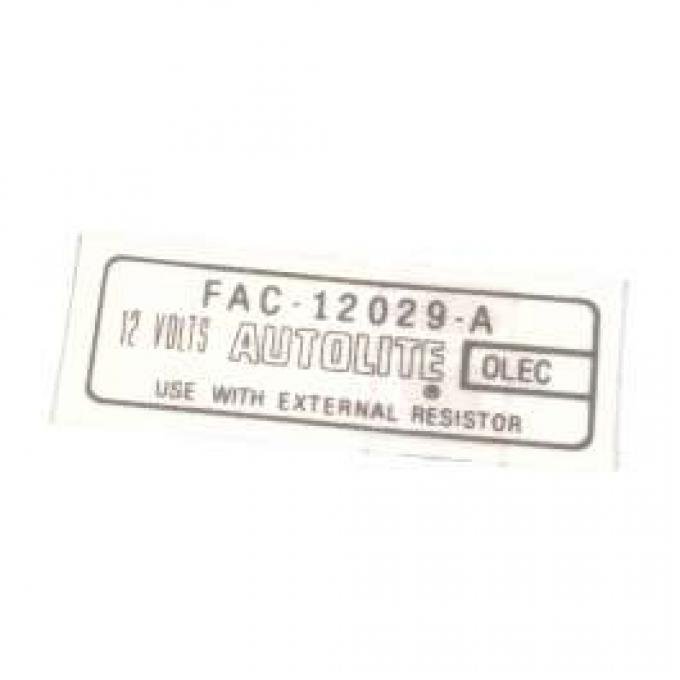 FAC-12029-A
12 VOLTS AUTOLITE ® OLEC
USE WITH EXTERNAL RESISTOR